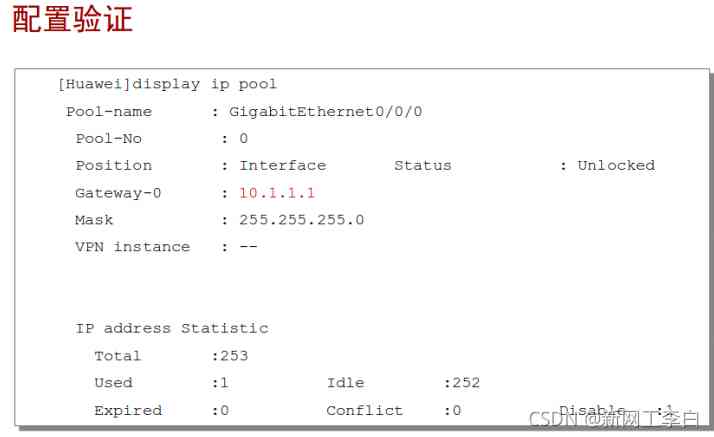 配置验证
[Huawei]display ip pool
Pool-name : GigabitEthernet0/0/0
Pool-No : 0
Position : Interface Status : Unlocked
Gateway-0 : 10.1.1.1
Mask : 255.255.255.0
VPN instance : --
IP address Statistic
Total :253
Used :1 Idle :252
Expired :0 Conflict :0 Disable :1
CSDN @新网工李白